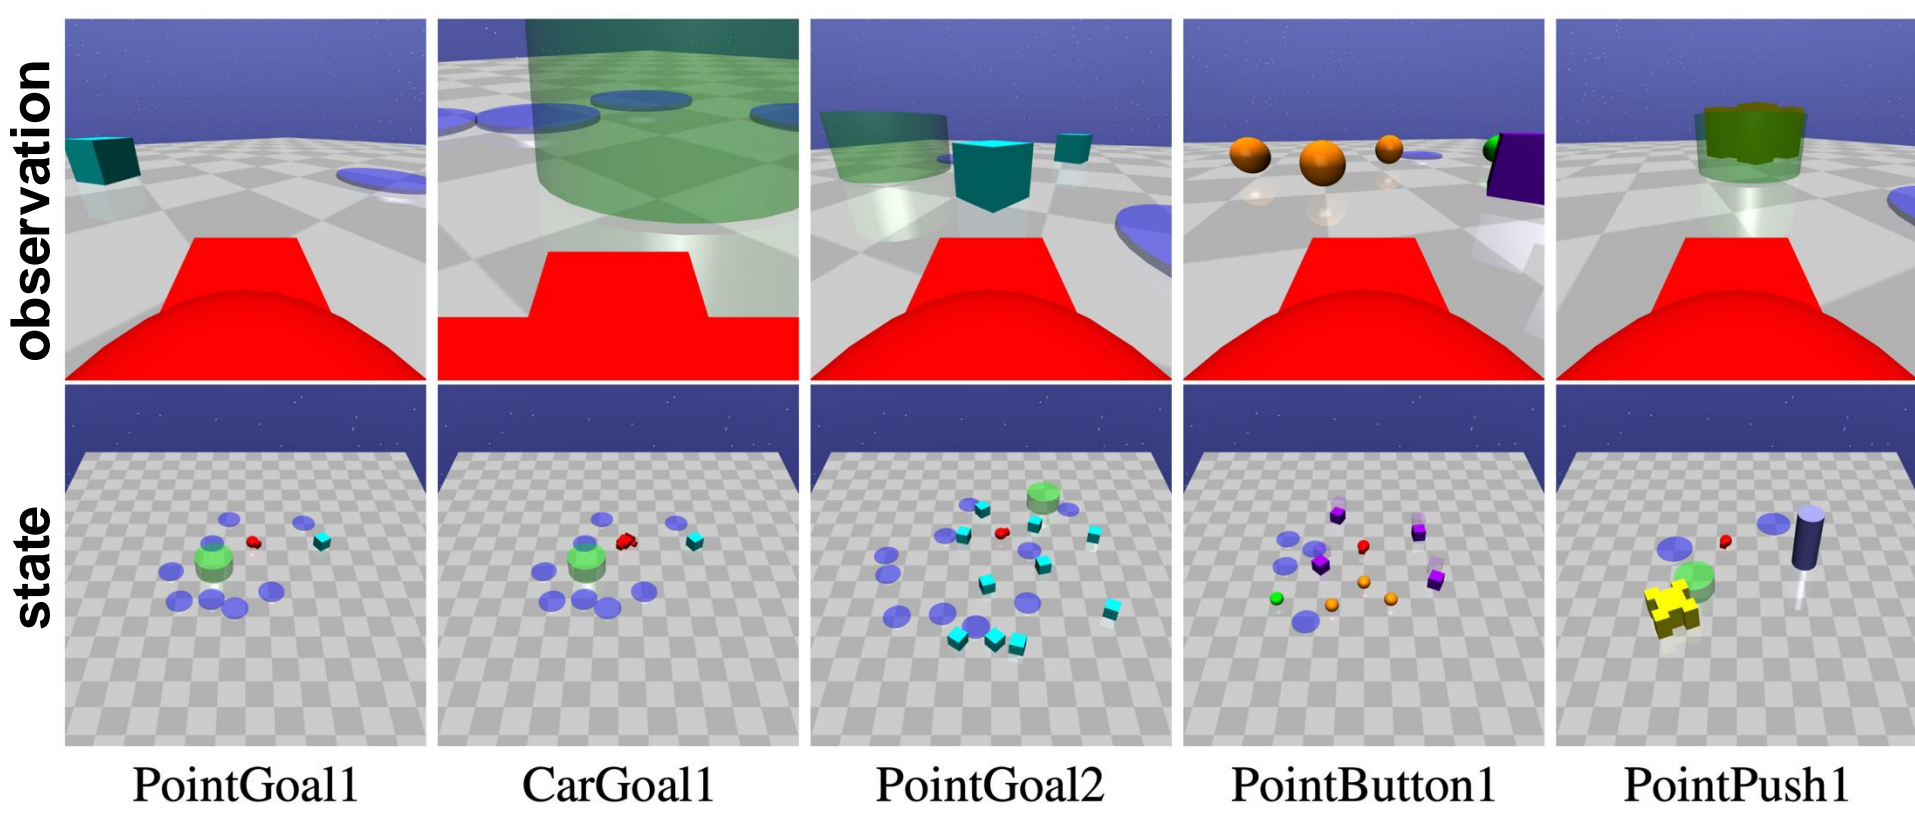 observation
state
PointGoal1
CarGoal1
PointGoal2
PointButton1
PointPush1